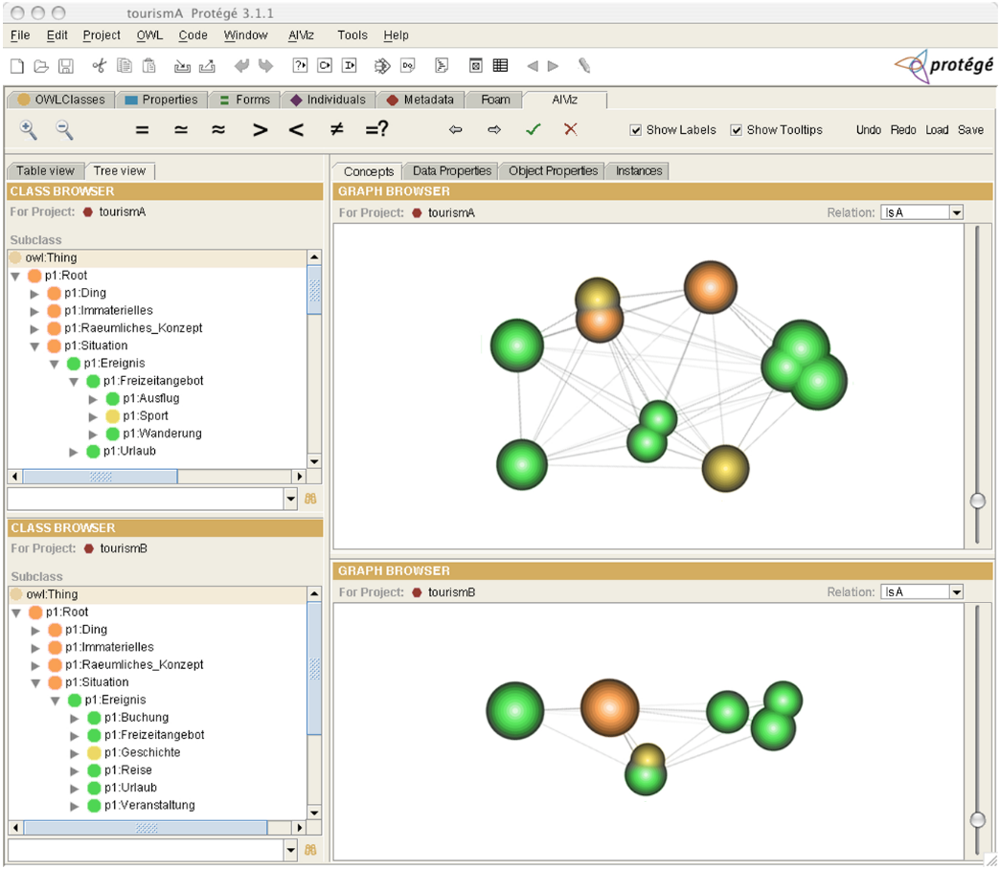 tourismA Protégé 3.1.1
File Edit Project OWL Code Window AlViz Tools Help
protégé
OWLClasses Properties Forms Individuals Metadata Foam AlViz
= ≃ ≈ > < ≠ =? Show Labels Show Tooltips Undo Redo Load Save
Table view Tree view
CLASS BROWSER
For Project: tourismA
Subclass
owl:Thing
p1:Root
p1:Ding
p1:Immaterielles
p1:Raeumliches_Konzept
p1:Situation
p1:Ereignis
p1:Freizeitangebot
p1:Ausflug
p1:Sport
p1:Wanderung
p1:Urlaub
CLASS BROWSER
For Project: tourismB
Subclass
owl:Thing
p1:Root
p1:Ding
p1:Immaterielles
p1:Raeumliches_Konzept
p1:Situation
p1:Ereignis
p1:Buchung
p1:Freizeitangebot
p1:Geschichte
p1:Reise
p1:Urlaub
p1:Veranstaltung
Concepts Data Properties Object Properties Instances
GRAPH BROWSER
For Project: tourismA Relation: IsA
GRAPH BROWSER
For Project: tourismB Relation: IsA